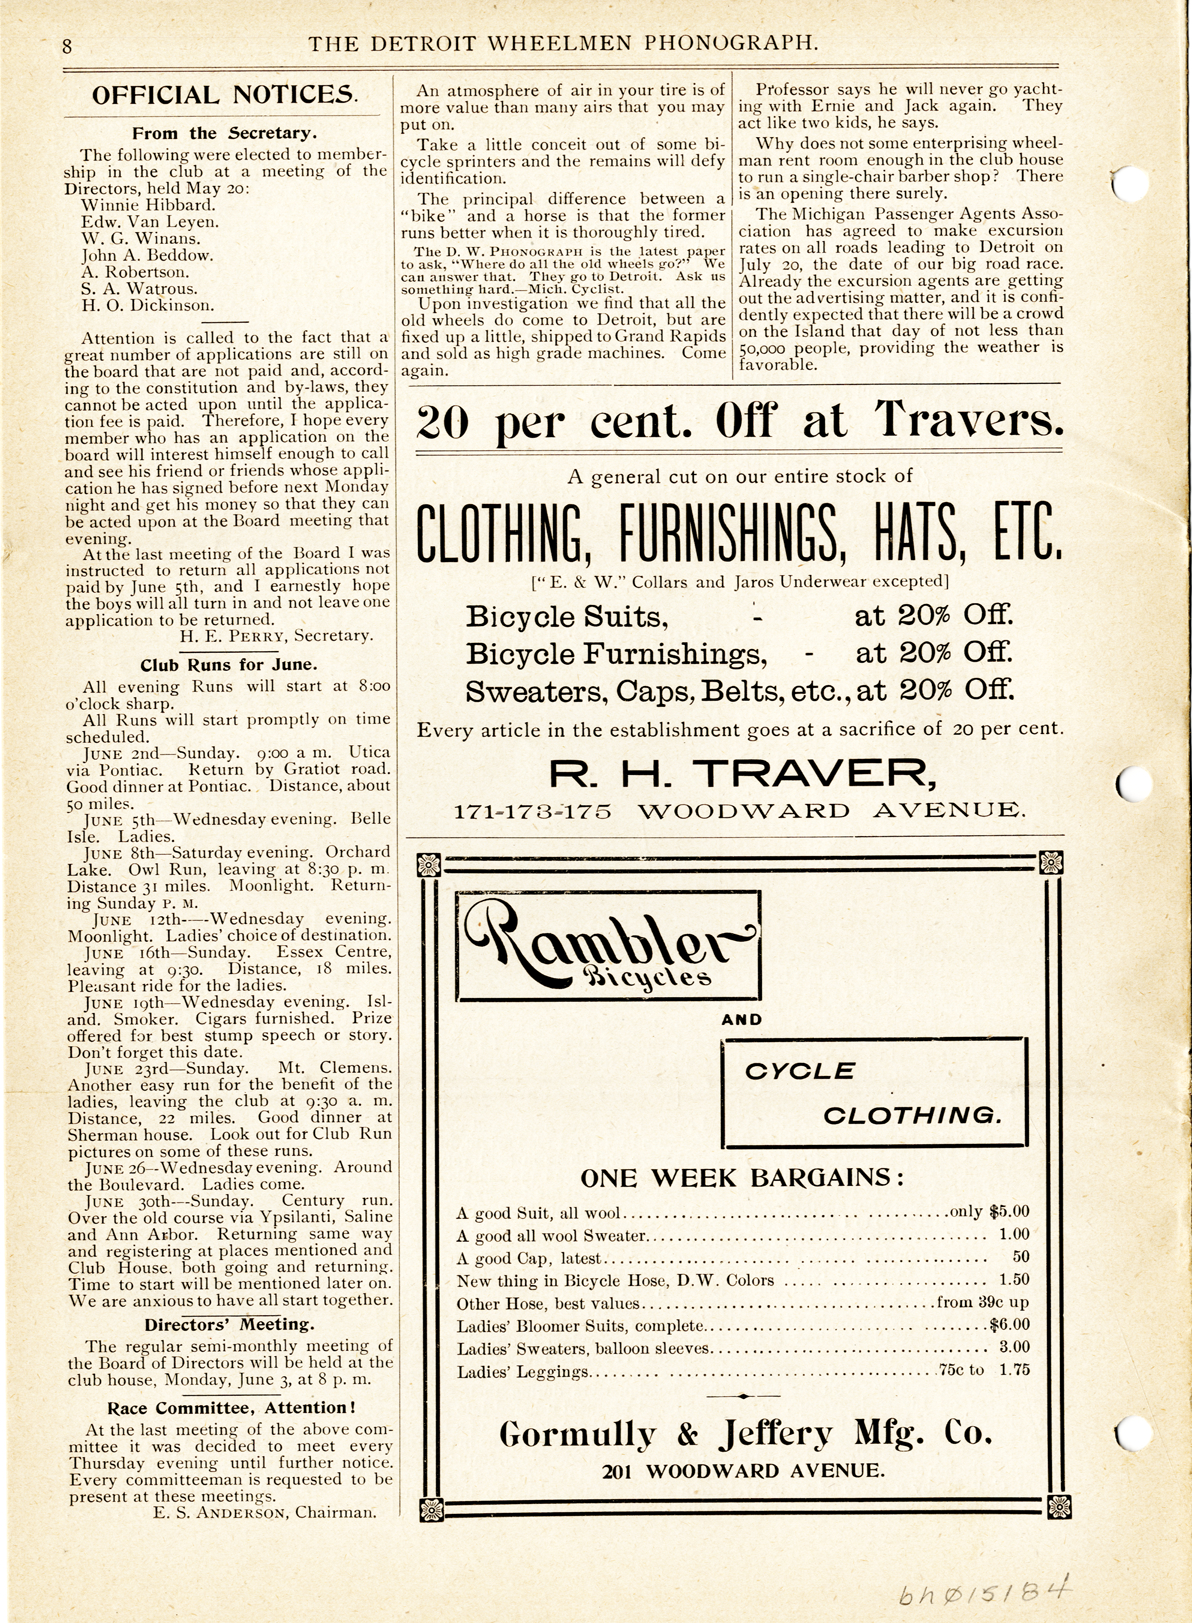 8
THE DETROIT WHEELMEN PHONOGRAPH.
OFFICIAL NOTICES.
From the Secretary.
The following were elected to member-
ship in the club at a meeting of the
Directors, held May 20:
Winnie Hibbard.
Edw. Van Leyen.
W. G. Winans.
John A. Beddow.
A. Robertson.
S. A. Watrous.
H. O. Dickinson.
Attention is called to the fact that a
great number of applications are still on
the board that are not paid and, accord-
ing to the constitution and by-laws, they
cannot be acted upon until the applica-
tion fee is paid. Therefore, I hope every
member who has an application on the
board will interest himself enough to call
and see his friend or friends whose appli-
cation he has signed before next Monday
night and get his money so that they can
be acted upon at the Board meeting that
evening.
At the last meeting of the Board I was
instructed to return all applications not
paid by June 5th, and I earnestly hope
the boys will all turn in and not leave one
application to be returned.
H. E. PERRY, Secretary.
Club Runs for June.
All evening Runs will start at 8:00
o'clock sharp.
All Runs will start promptly on time
scheduled.
JUNE 2nd—Sunday. 9:00 a m. Utica
via Pontiac. Return by Gratiot road.
Good dinner at Pontiac. Distance, about
50 miles.
JUNE 5th—Wednesday evening. Belle
Isle. Ladies.
JUNE 8th—Saturday evening. Orchard
Lake. Owl Run, leaving at 8:30 p. m.
Distance 31 miles. Moonlight. Return-
ing Sunday P. M.
JUNE 12th-—Wednesday evening.
Moonlight. Ladies' choice of destination.
JUNE 16th—Sunday. Essex Centre,
leaving at 9:30. Distance, 18 miles.
Pleasant ride for the ladies.
JUNE 19th—Wednesday evening. Isl-
and. Smoker. Cigars furnished. Prize
offered for best stump speech or story.
Don't forget this date.
JUNE 23rd—Sunday. Mt. Clemens.
Another easy run for the benefit of the
ladies, leaving the club at 9:30 a. m.
Distance, 22 miles. Good dinner at
Sherman house. Look out for Club Run
pictures on some of these runs.
JUNE 26--Wednesday evening. Around
the Boulevard. Ladies come.
JUNE 30th---Sunday. Century run.
Over the old course via Ypsilanti, Saline
and Ann Arbor. Returning same way
and registering at places mentioned and
Club House. both going and returning.
Time to start will be mentioned later on.
We are anxious to have all start together.
Directors' Meeting.
The regular semi-monthly meeting of
the Board of Directors will be held at the
club house, Monday, June 3, at 8 p. m.
Race Committee, Attention!
At the last meeting of the above com-
mittee it was decided to meet every
Thursday evening until further notice.
Every committeeman is requested to be
present at these meetings.
E. S. ANDERSON, Chairman.
An atmosphere of air in your tire is of
more value than many airs that you may
put on.
Take a little conceit out of some bi-
cycle sprinters and the remains will defy
identification.
The principal difference between a
"bike" and a horse is that the former
runs better when it is thoroughly tired.
The D. W. PHONOGRAPH is the latest paper
to ask, "Where do all the old wheels go?" We
can answer that. They go to Detroit. Ask us
something hard.—Mich. Cyclist.
Upon investigation we find that all the
old wheels do come to Detroit, but are
fixed up a little, shipped to Grand Rapids
and sold as high grade machines. Come
again.
Professor says he will never go yacht-
ing with Ernie and Jack again. They
act like two kids, he says.
Why does not some enterprising wheel-
man rent room enough in the club house
to run a single-chair barber shop? There
is an opening there surely.
The Michigan Passenger Agents Asso-
ciation has agreed to make excursion
rates on all roads leading to Detroit on
July 20, the date of our big road race.
Already the excursion agents are getting
out the advertising matter, and it is confi-
dently expected that there will be a crowd
on the Island that day of not less than
50,000 people, providing the weather is
favorable.
20 per cent. Off at Travers.
A general cut on our entire stock of
CLOTHING, FURNISHINGS, HATS, ETC.
["E. & W." Collars and Jaros Underwear excepted]
Bicycle Suits, - at 20% Off.
Bicycle Furnishings, - at 20% Off.
Sweaters, Caps, Belts, etc., at 20% Off.
Every article in the establishment goes at a sacrifice of 20 per cent.
R. H. TRAVER,
171-173-175 WOODWARD AVENUE.
Rambler
Bicycles
AND
CYCLE
CLOTHING.
ONE WEEK BARGAINS:
A good Suit, all wool..........only $5.00
A good all wool Sweater.......... 1.00
A good Cap, latest.......... 50
New thing in Bicycle Hose, D.W. Colors .......... 1.50
Other Hose, best values..........from 39c up
Ladies' Bloomer Suits, complete..........$6.00
Ladies' Sweaters, balloon sleeves.......... 3.00
Ladies' Leggings..........75c to 1.75
Gormully & Jeffery Mfg. Co.
201 WOODWARD AVENUE.
bh015184